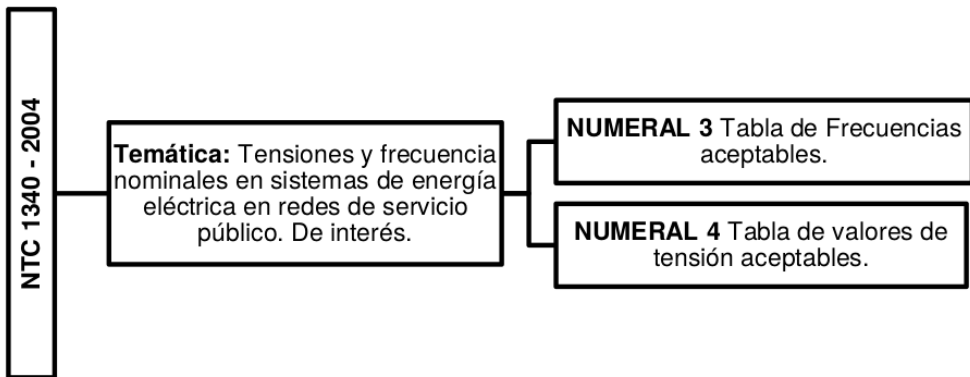 NTC 1340 - 2004
Temática: Tensiones y frecuencia
nominales en sistemas de energía
eléctrica en redes de servicio
público. De interés.
NUMERAL 3 Tabla de Frecuencias
aceptables.
NUMERAL 4 Tabla de valores de
tensión aceptables.